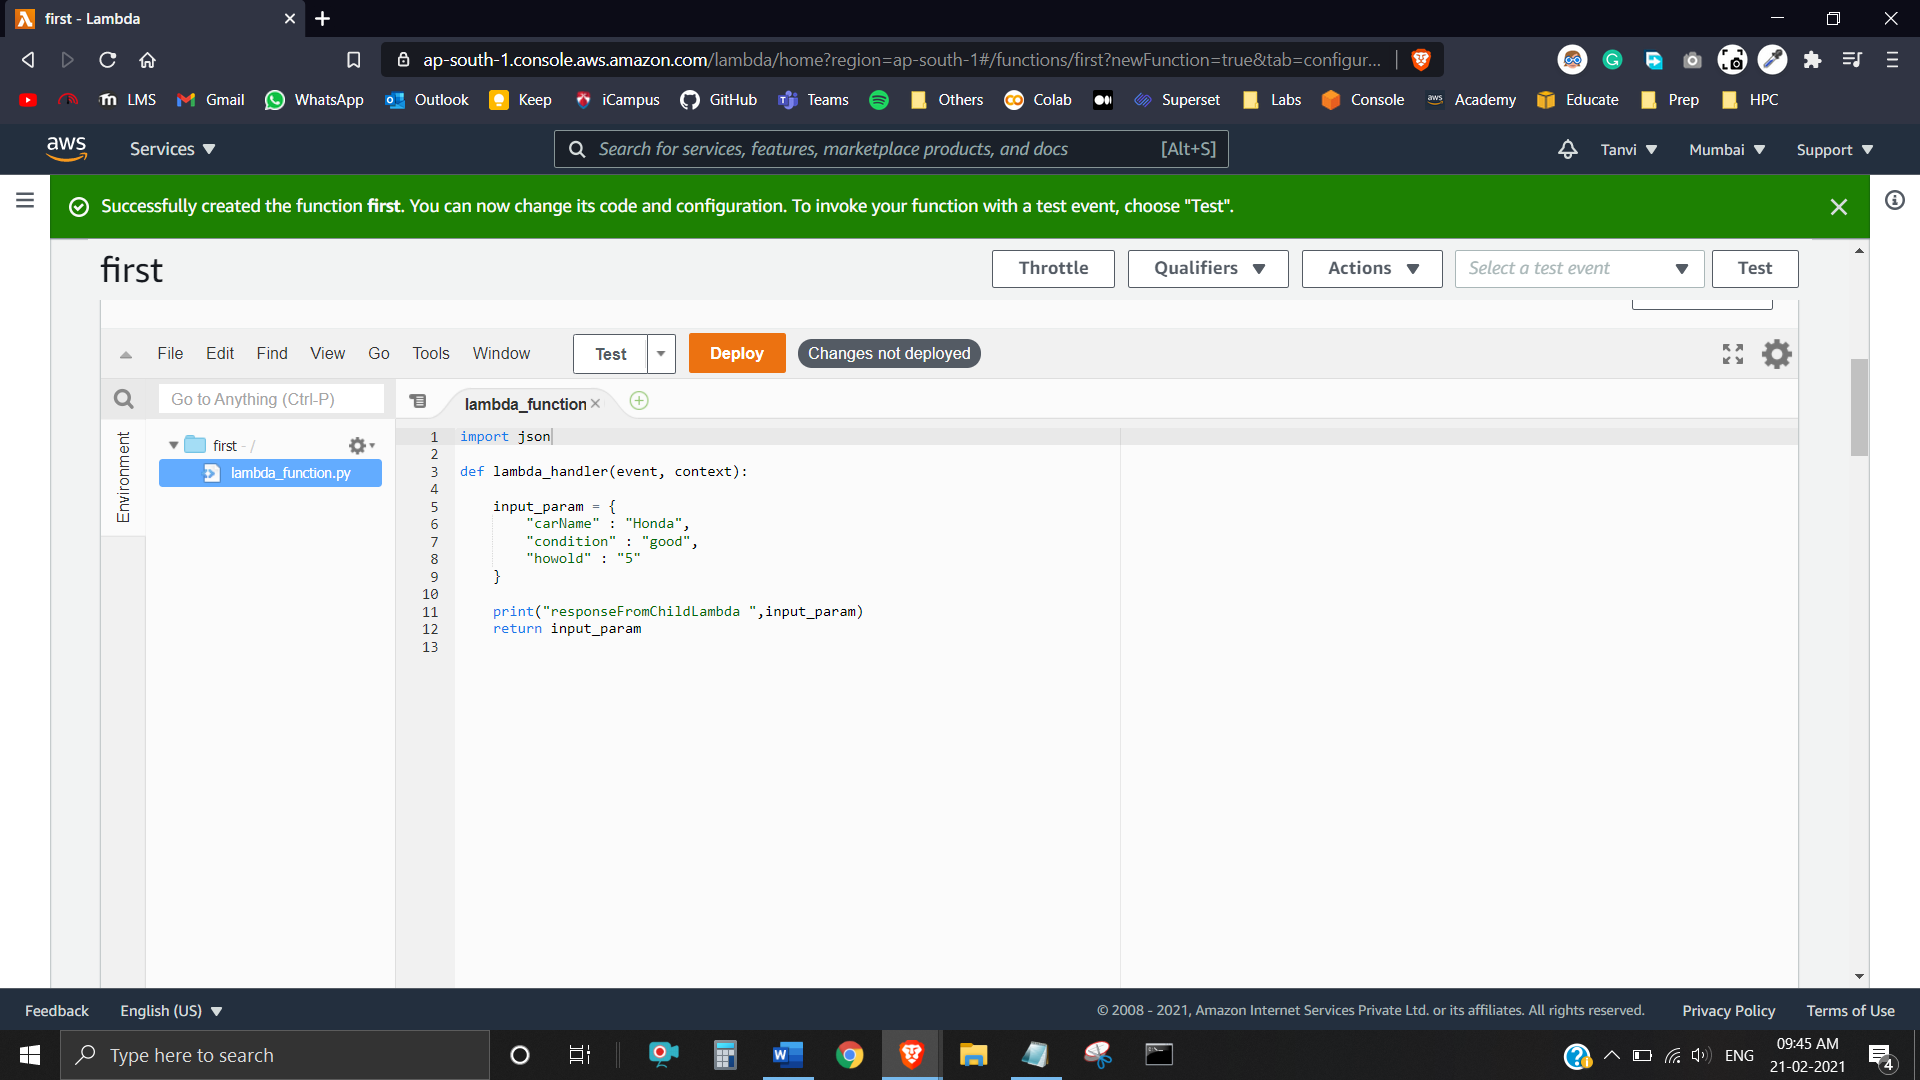 first - Lambda
ap-south-1.console.aws.amazon.com/lambda/home?region=ap-south-1#/functions/first?newFunction=true&tab=configur...
LMS Gmail WhatsApp Outlook Keep iCampus GitHub Teams Others Colab Superset Labs Console aws Academy Educate Prep HPC
aws Services Search for services, features, marketplace products, and docs [Alt+S] Tanvi Mumbai Support
Successfully created the function first. You can now change its code and configuration. To invoke your function with a test event, choose "Test".
first Throttle Qualifiers Actions Select a test event Test
File Edit Find View Go Tools Window Test Deploy Changes not deployed
Go to Anything (Ctrl-P) lambda_function
Environment
first - /
lambda_function.py
1 import json
2
3 def lambda_handler(event, context):
4
5 input_param = {
6 "carName" : "Honda",
7 "condition" : "good",
8 "howold" : "5"
9 }
10
11 print("responseFromChildLambda ",input_param)
12 return input_param
13
Feedback English (US) © 2008 - 2021, Amazon Internet Services Private Ltd. or its affiliates. All rights reserved. Privacy Policy Terms of Use
Type here to search ENG 09:45 AM
21-02-2021 4